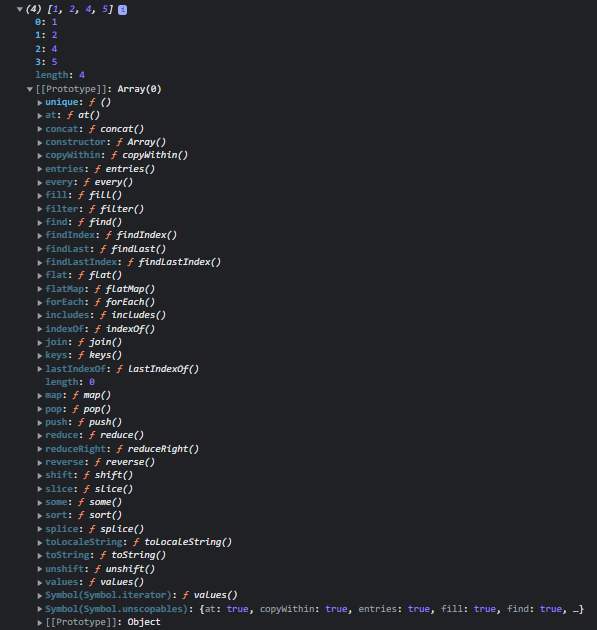 (4) [1, 2, 4, 5] i
0: 1
1: 2
2: 4
3: 5
length: 4
[[Prototype]]: Array(0)
unique: ƒ ()
at: ƒ at()
concat: ƒ concat()
constructor: ƒ Array()
copyWithin: ƒ copyWithin()
entries: ƒ entries()
every: ƒ every()
fill: ƒ fill()
filter: ƒ filter()
find: ƒ find()
findIndex: ƒ findIndex()
findLast: ƒ findLast()
findLastIndex: ƒ findLastIndex()
flat: ƒ flat()
flatMap: ƒ flatMap()
forEach: ƒ forEach()
includes: ƒ includes()
indexOf: ƒ indexOf()
join: ƒ join()
keys: ƒ keys()
lastIndexOf: ƒ lastIndexOf()
length: 0
map: ƒ map()
pop: ƒ pop()
push: ƒ push()
reduce: ƒ reduce()
reduceRight: ƒ reduceRight()
reverse: ƒ reverse()
shift: ƒ shift()
slice: ƒ slice()
some: ƒ some()
sort: ƒ sort()
splice: ƒ splice()
toLocaleString: ƒ toLocaleString()
toString: ƒ toString()
unshift: ƒ unshift()
values: ƒ values()
Symbol(Symbol.iterator): ƒ values()
Symbol(Symbol.unscopables): {at: true, copyWithin: true, entries: true, fill: true, find: true, …}
[[Prototype]]: Object